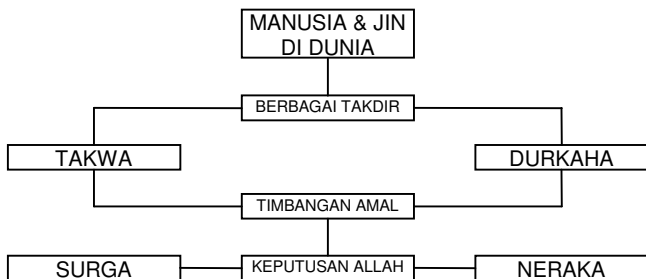 MANUSIA & JIN
DI DUNIA
BERBAGAI TAKDIR
TAKWA
DURKAHA
TIMBANGAN AMAL
SURGA
KEPUTUSAN ALLAH
NERAKA